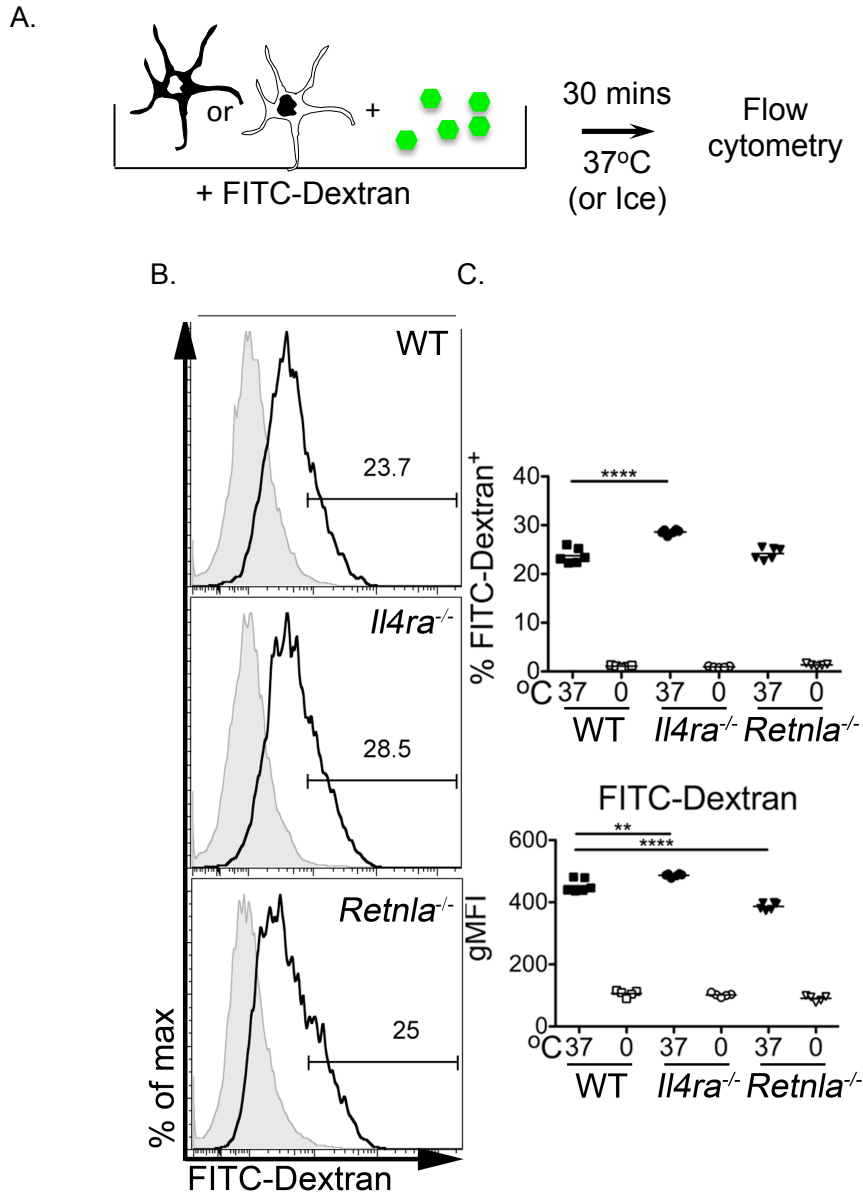 A.
or
+
+ FITC-Dextran
30 mins
37°C
(or Ice)
Flow
cytometry
B.
WT
23.7
Il4ra-/-
28.5
Retnla-/-
25
% of max
FITC-Dextran
C.
% FITC-Dextran+
40
30
20
10
0
****
°C 37 0 37 0 37 0
WT Il4ra-/- Retnla-/-
FITC-Dextran
gMFI
600
400
200
0
**
****
°C 37 0 37 0 37 0
WT Il4ra-/- Retnla-/-